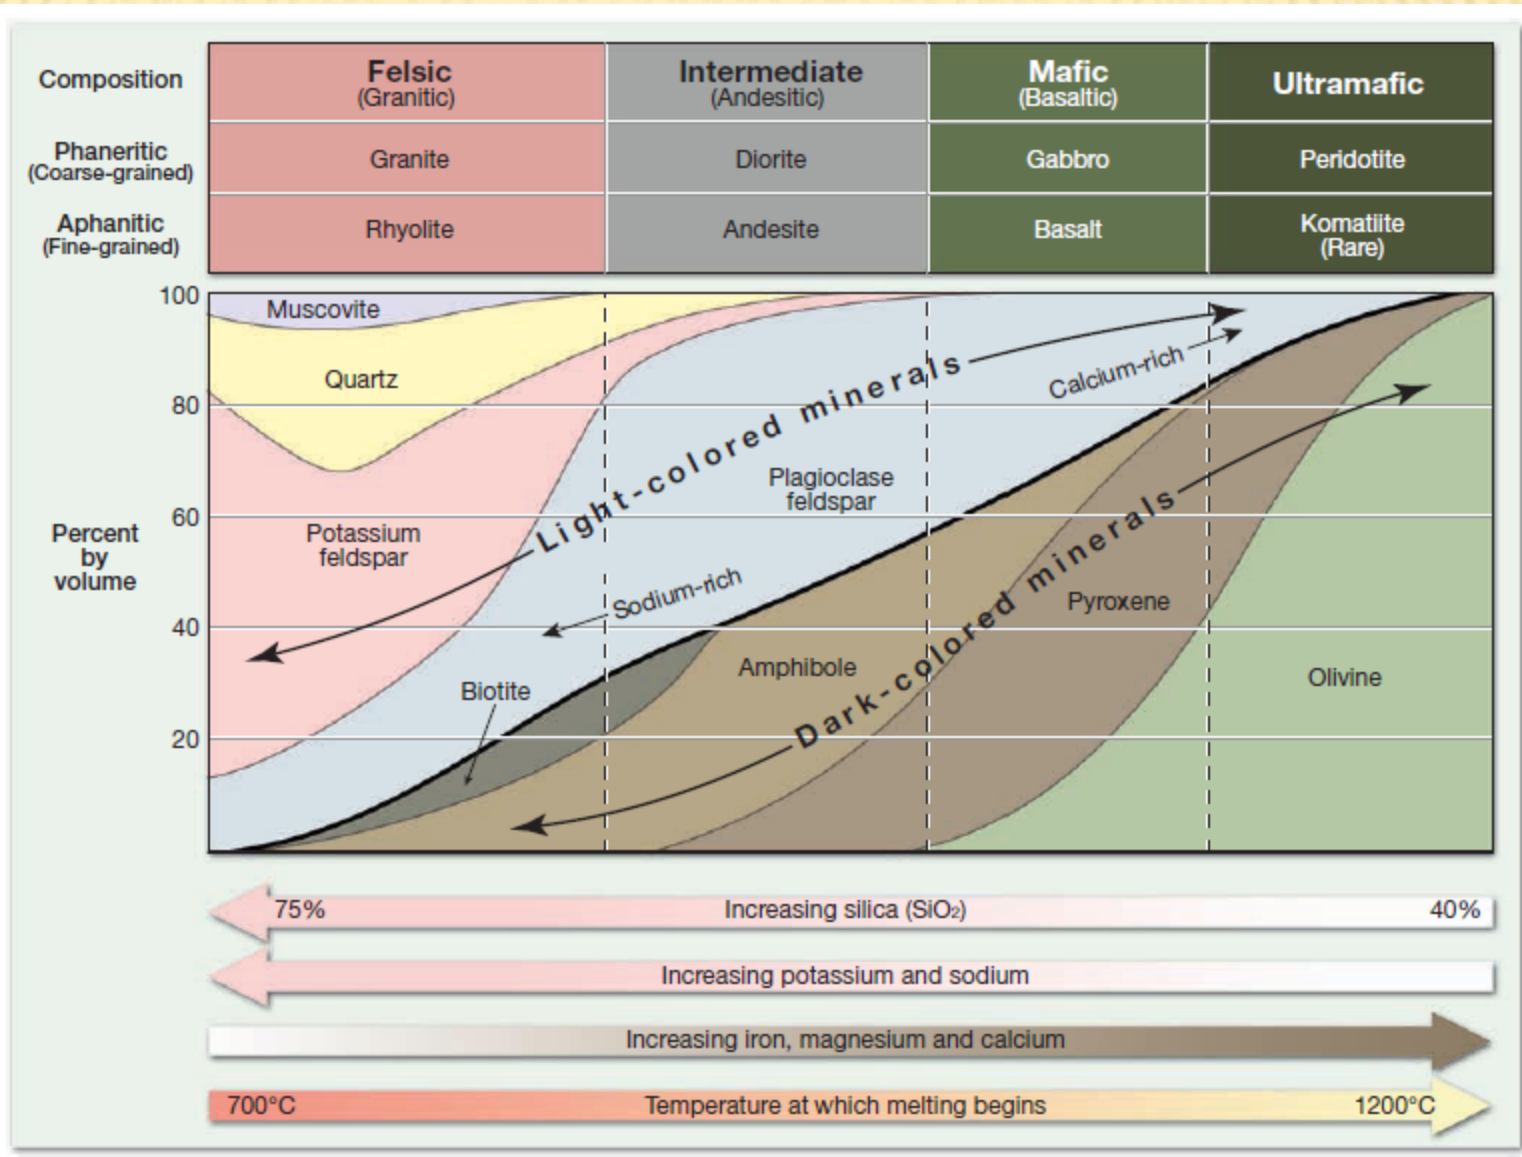 Composition
Felsic
(Granitic)
Intermediate
(Andesitic)
Mafic
(Basaltic)
Ultramafic
Phaneritic
(Coarse-grained)
Granite
Diorite
Gabbro
Peridotite
Aphanitic
(Fine-grained)
Rhyolite
Andesite
Basalt
Komatiite
(Rare)
100
80
60
40
20
Percent
by
volume
Muscovite
Quartz
Potassium
feldspar
Light-colored minerals
Calcium-rich
Plagioclase
feldspar
Sodium-rich
Biotite
Amphibole
Dark-colored minerals
Pyroxene
Olivine
75% Increasing silica (SiO₂) 40%
Increasing potassium and sodium
Increasing iron, magnesium and calcium
700°C Temperature at which melting begins 1200°C